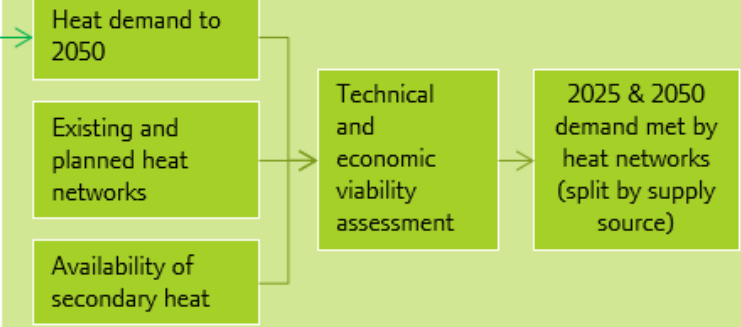 Heat demand to
2050
Existing and
planned heat
networks
Availability of
secondary heat
Technical
and
economic
viability
assessment
2025 & 2050
demand met by
heat networks
(split by supply
source)